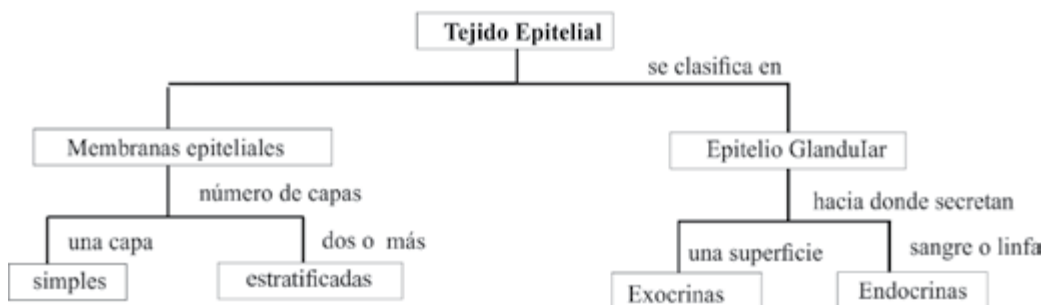 Tejido Epitelial
se clasifica en
Membranas epiteliales
Epitelio Glandular
número de capas
hacia donde secretan
una capa
dos o más
una superficie
sangre o linfa
simples
estratificadas
Exocrinas
Endocrinas